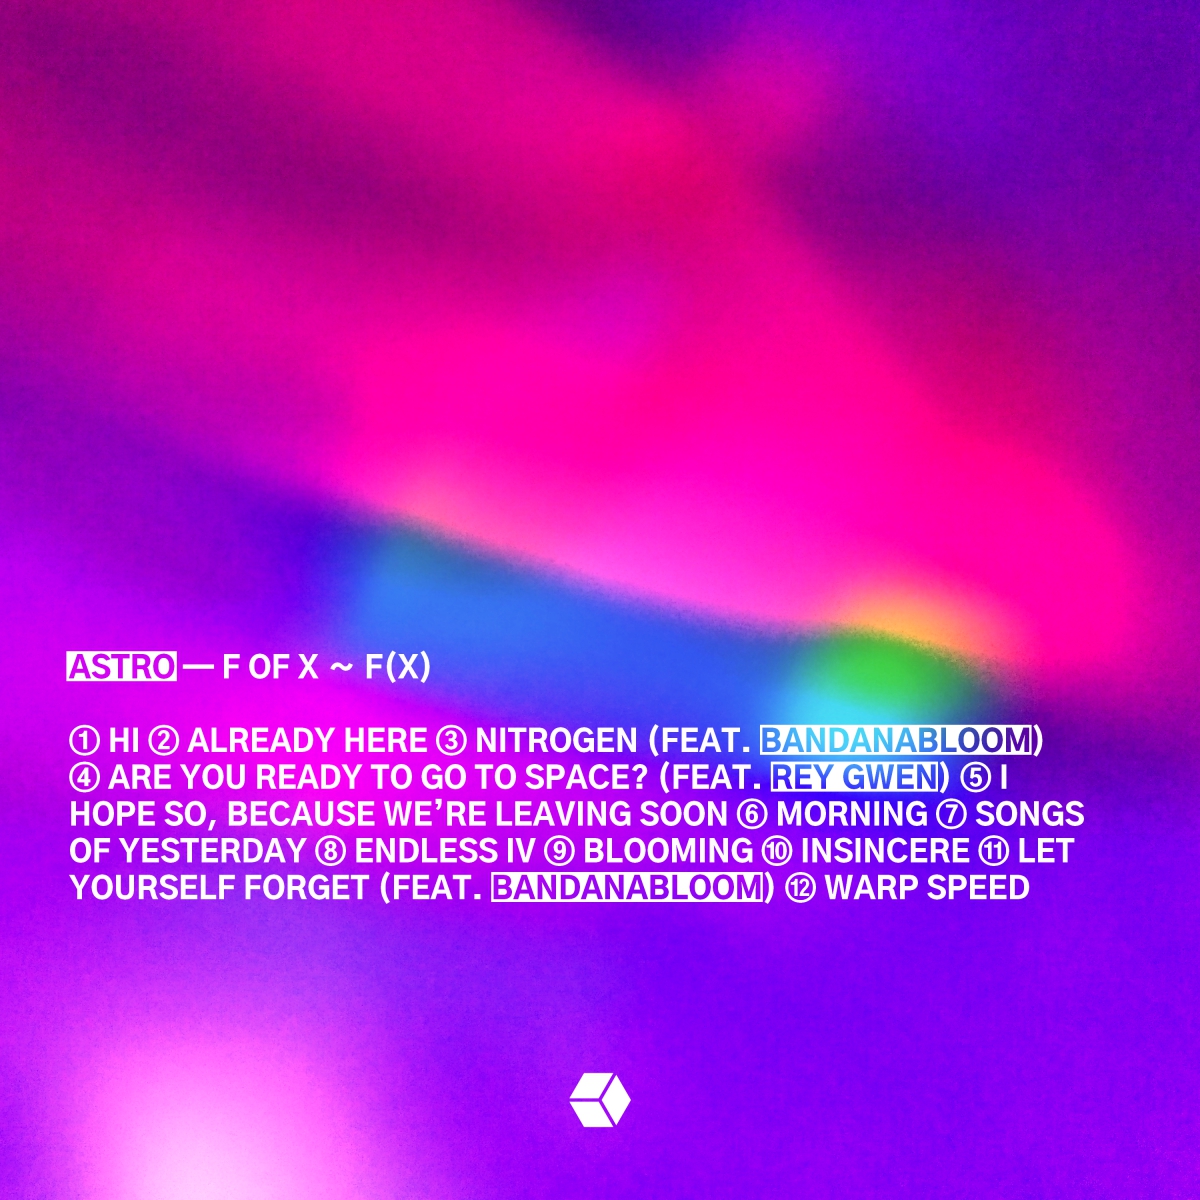 ASTRO — F OF X ~ F(X)
① HI ② ALREADY HERE ③ NITROGEN (FEAT. BANDANABLOOM)
④ ARE YOU READY TO GO TO SPACE? (FEAT. REY GWEN) ⑤ I
HOPE SO, BECAUSE WE’RE LEAVING SOON ⑥ MORNING ⑦ SONGS
OF YESTERDAY ⑧ ENDLESS IV ⑨ BLOOMING ⑩ INSINCERE ⑪ LET
YOURSELF FORGET (FEAT. BANDANABLOOM) ⑫ WARP SPEED